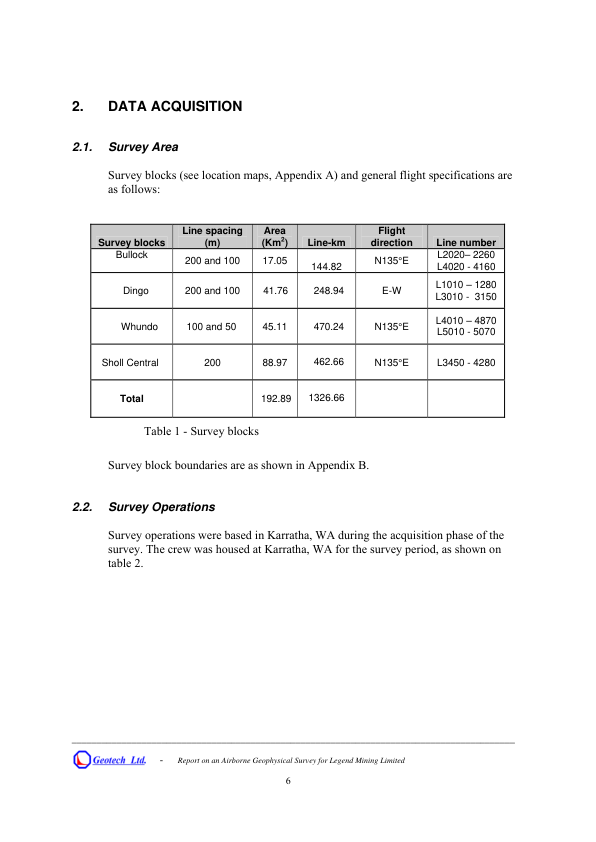 2. DATA ACQUISITION
2.1. Survey Area
Survey blocks (see location maps, Appendix A) and general flight specifications are
as follows:
Survey blocks Line spacing (m) Area (Km²) Line-km Flight direction Line number
Bullock 200 and 100 17.05 144.82 N135°E L2020– 2260
L4020 - 4160
Dingo 200 and 100 41.76 248.94 E-W L1010 – 1280
L3010 -  3150
Whundo 100 and 50 45.11 470.24 N135°E L4010 – 4870
L5010 - 5070
Sholl Central 200 88.97 462.66 N135°E L3450 - 4280
Total 192.89 1326.66
Table 1 - Survey blocks
Survey block boundaries are as shown in Appendix B.
2.2. Survey Operations
Survey operations were based in Karratha, WA during the acquisition phase of the
survey. The crew was housed at Karratha, WA for the survey period, as shown on
table 2.
Geotech Ltd. - Report on an Airborne Geophysical Survey for Legend Mining Limited
6